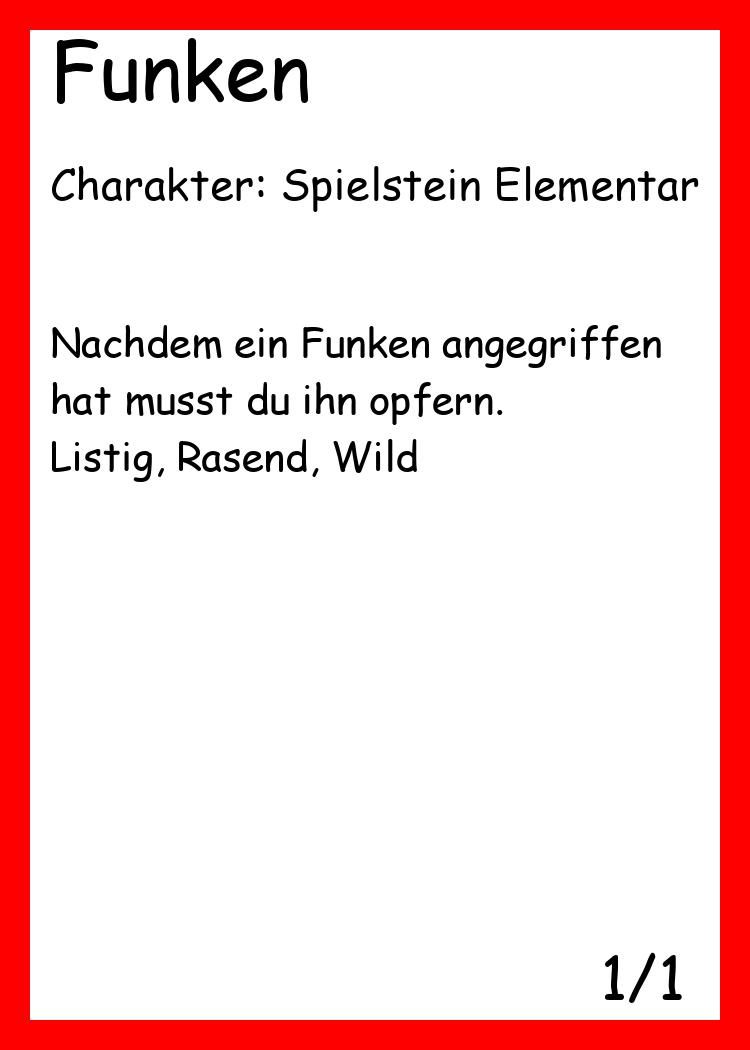 Funken
Charakter: Spielstein Elementar
Nachdem ein Funken angegriffen
hat musst du ihn opfern.
Listig, Rasend, Wild
1/1